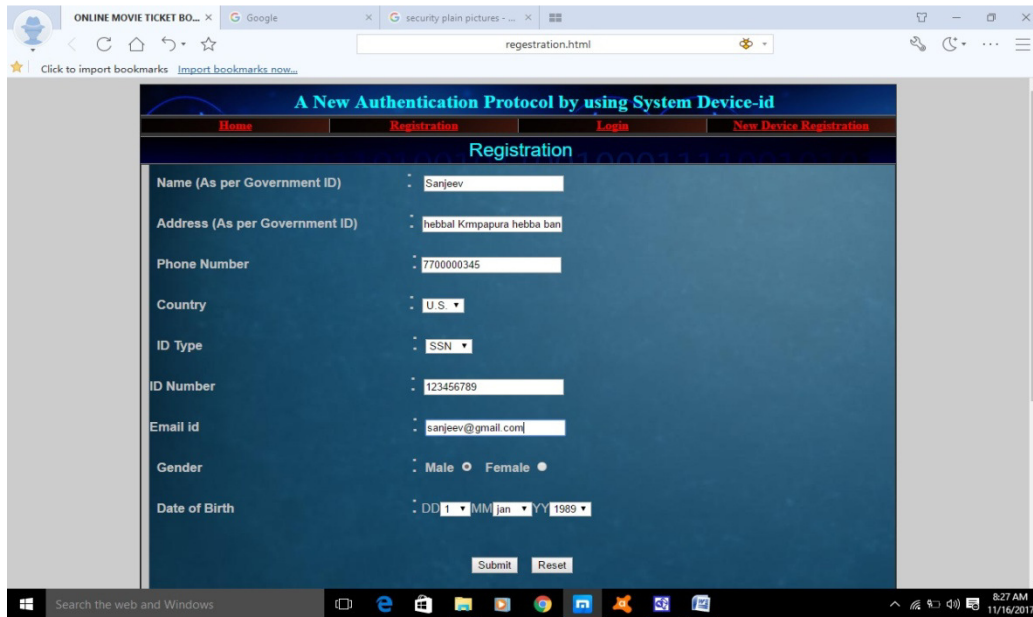 ONLINE MOVIE TICKET BO... Google security plain pictures - ...
regestration.html
Click to import bookmarks Import bookmarks now...
A New Authentication Protocol by using System Device-id
Home Registration Login New Device Registration
Registration
Name (As per Government ID) : Sanjeev
Address (As per Government ID) : hebbal Krmpapura hebba ban
Phone Number : 7700000345
Country : U.S.
ID Type : SSN
ID Number : 123456789
Email id : sanjeev@gmail.com
Gender : Male Female
Date of Birth : DD 1 MM jan YY 1989
Submit Reset
Search the web and Windows
8:27 AM
11/16/2017